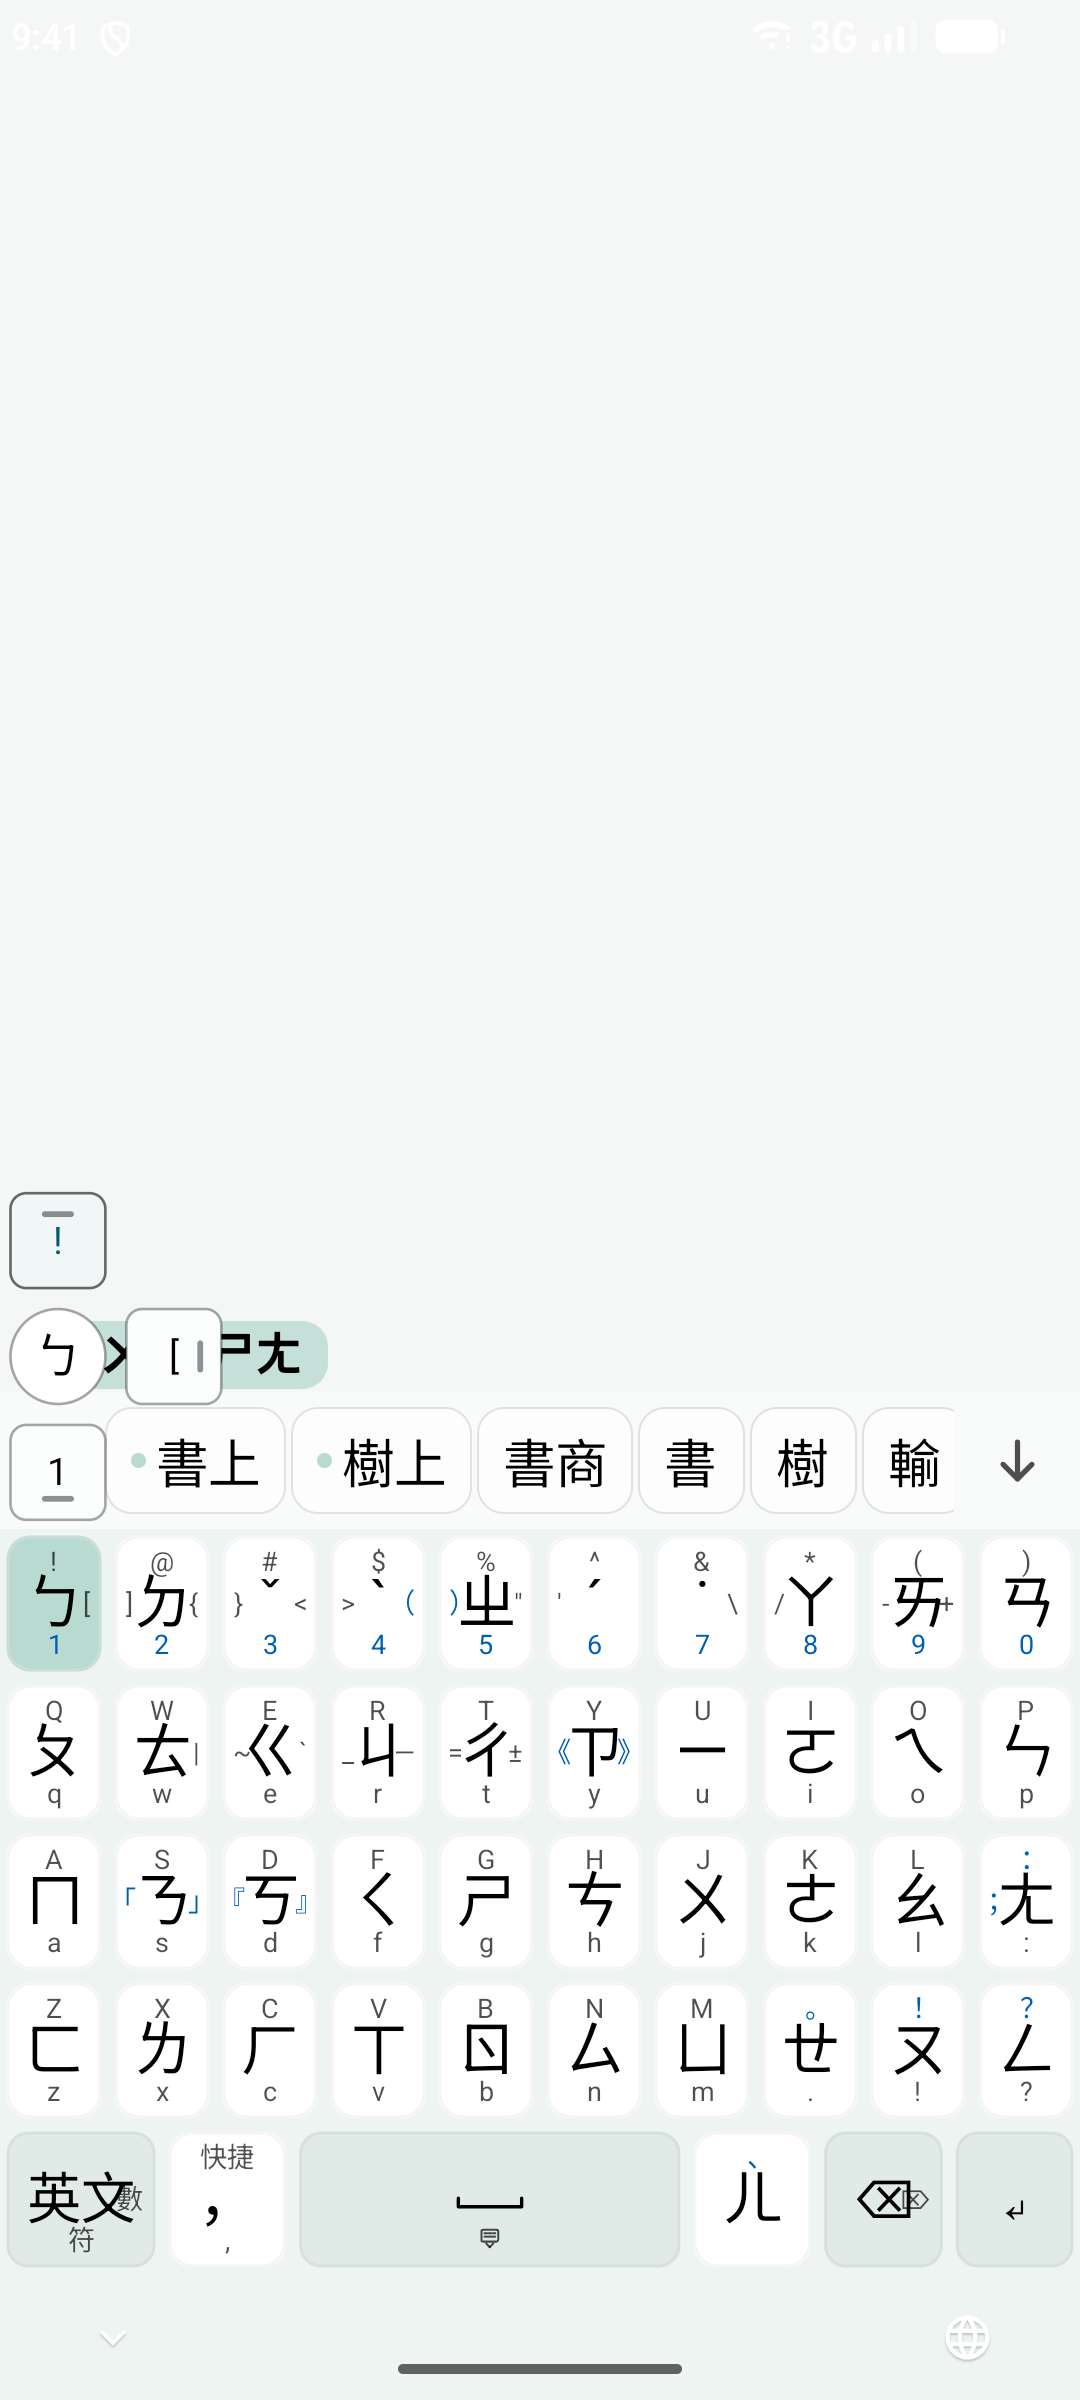 9:41 3G
!
ㄅ ㄨ [ ㄕㄤ
1 書上 樹上 書商 書 樹 輸
! @ # $ % ^ & * ( )
ㄅ [ ] ㄉ { } ˇ < > ˋ ( ) ㄓ " ' ˊ ˙ \ / ㄚ - ㄞ + ㄢ
1 2 3 4 5 6 7 8 9 0
Q W E R T Y U I O P
ㄆ ㄊ | ~ ㄍ ` _ ㄐ — = ㄔ ± 《 ㄗ 》 ㄧ ㄛ ㄟ ㄣ
q w e r t y u i o p
A S D F G H J K L :
ㄇ 「 ㄋ 」 『 ㄎ 』 ㄑ ㄕ ㄘ ㄨ ㄜ ㄠ ; ㄤ
a s d f g h j k l :
Z X C V B N M 。 ! ?
ㄈ ㄌ ㄏ ㄒ ㄖ ㄙ ㄩ ㄝ ㄡ ㄥ
z x c v b n m . ! ?
快捷 、
英文 數 , ㄦ
符 ,